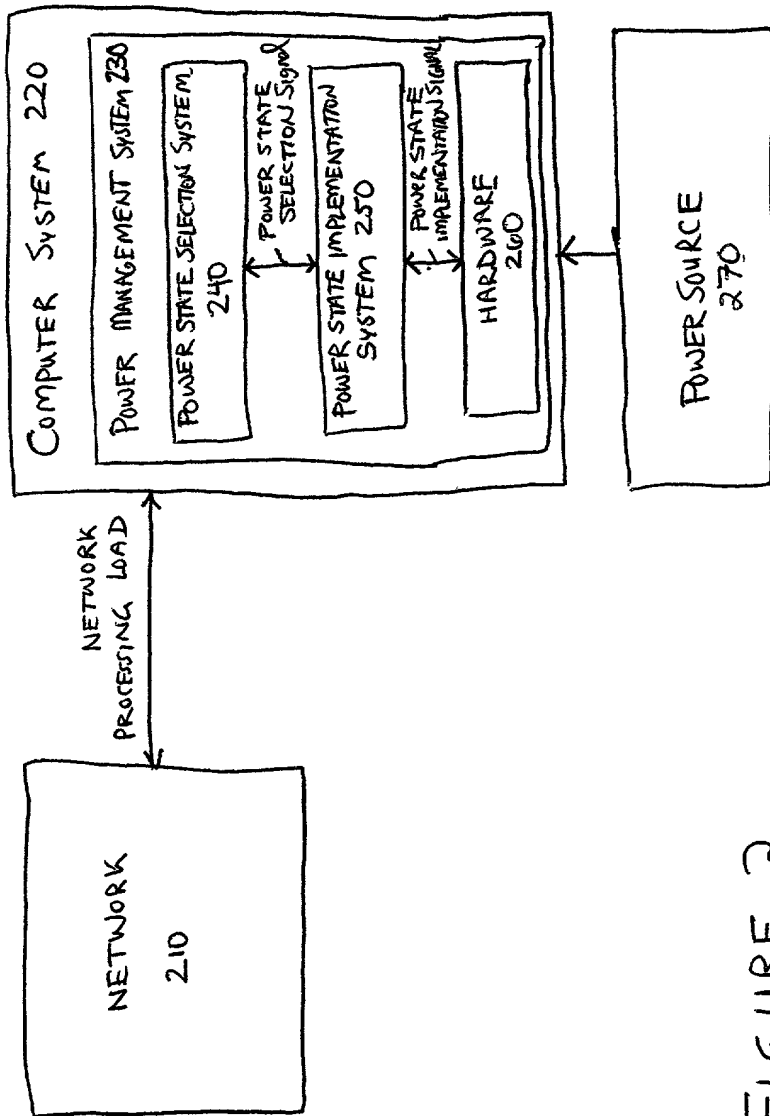 NETWORK
210
NETWORK
PROCESSING LOAD
COMPUTER SYSTEM 220
POWER MANAGEMENT SYSTEM 230
POWER STATE SELECTION SYSTEM
240
POWER STATE
SELECTION Signal
POWER STATE IMPLEMENTATION
SYSTEM 250
POWER STATE
IMPLEMENTATION SIGNAL
HARDWARE
260
POWER SOURCE
270
FIGURE